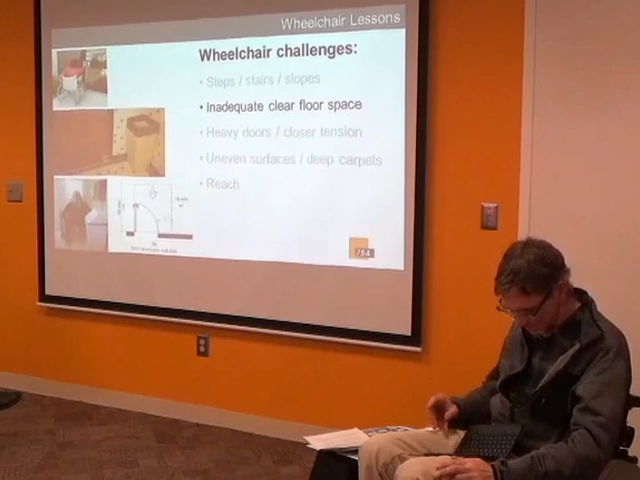 Wheelchair Lessons
Wheelchair challenges:
• Steps / stairs / slopes
• Inadequate clear floor space
• Heavy doors / closer tension
• Uneven surfaces / deep carpets
• Reach
JSA